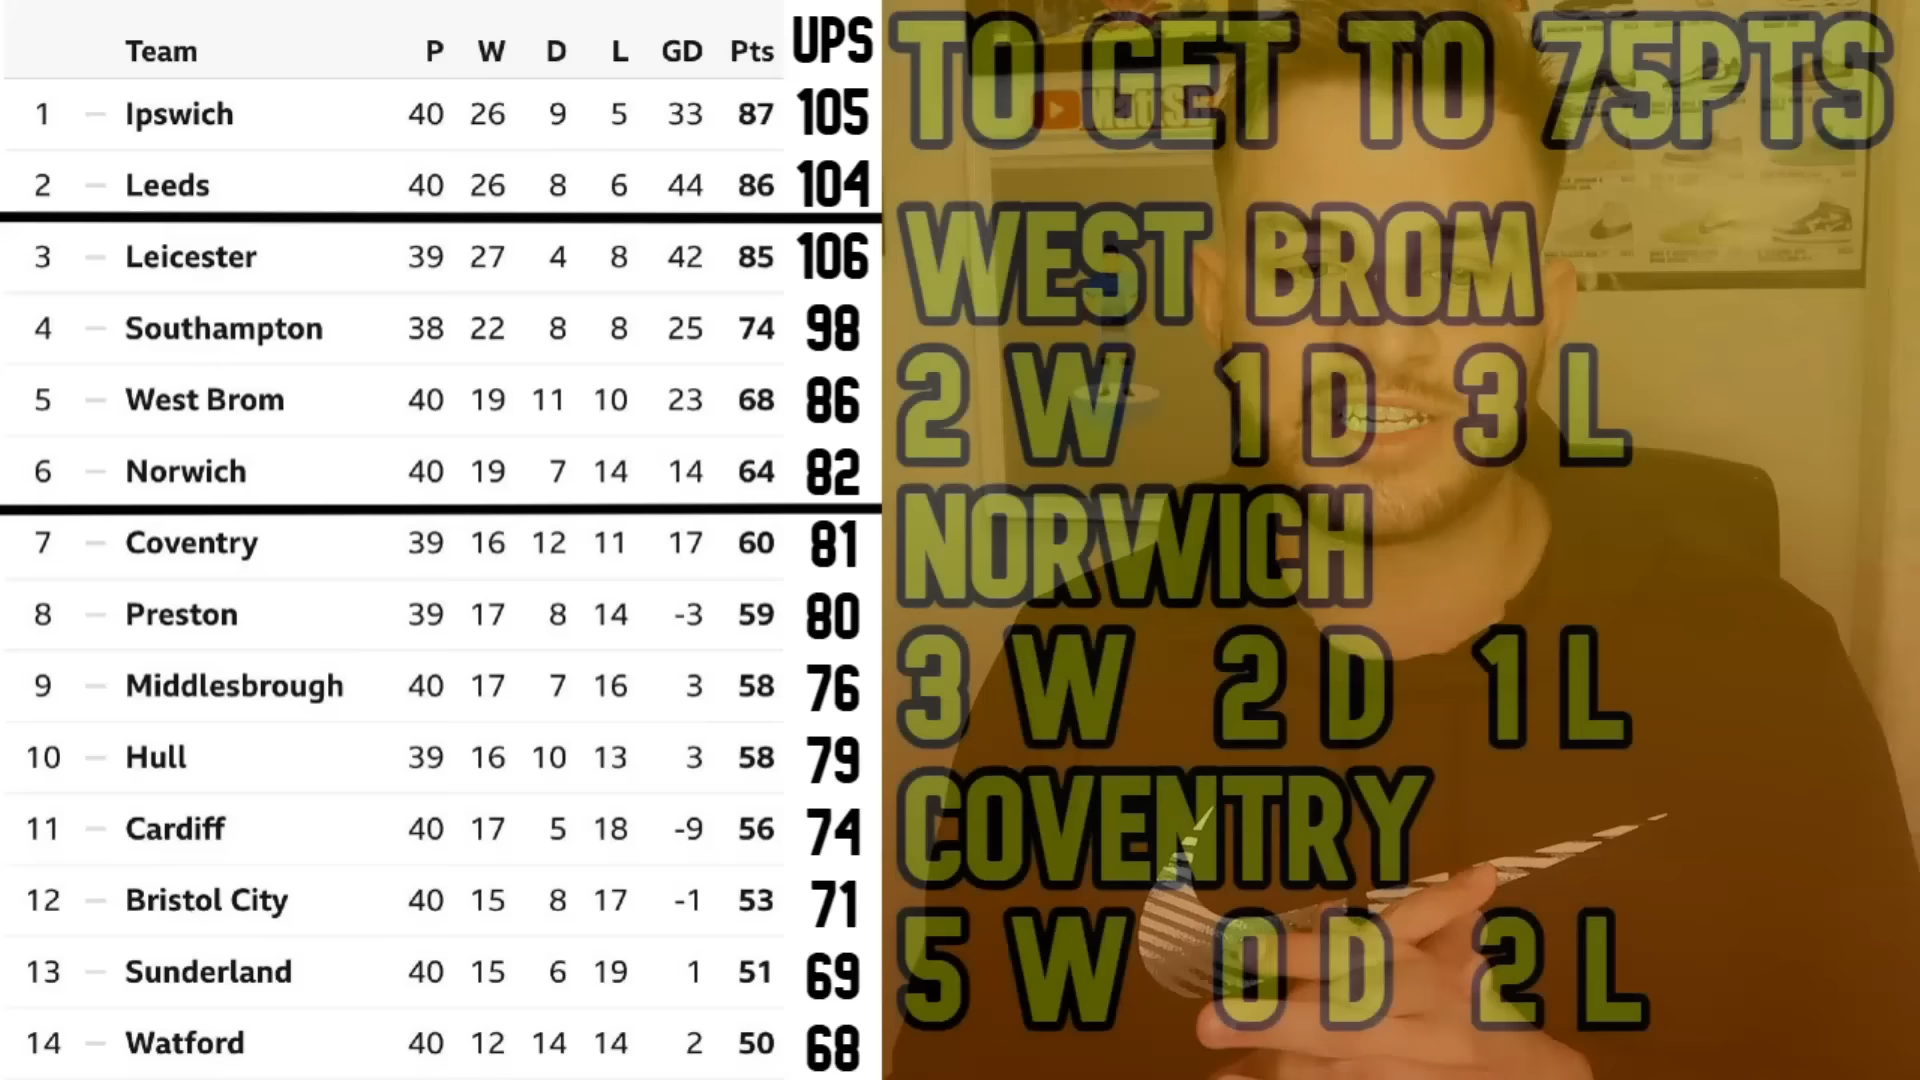 Team P W D L GD Pts UPS
1 Ipswich 40 26 9 5 33 87 105
2 Leeds 40 26 8 6 44 86 104
3 Leicester 39 27 4 8 42 85 106
4 Southampton 38 22 8 8 25 74 98
5 West Brom 40 19 11 10 23 68 86
6 Norwich 40 19 7 14 14 64 82
7 Coventry 39 16 12 11 17 60 81
8 Preston 39 17 8 14 -3 59 80
9 Middlesbrough 40 17 7 16 3 58 76
10 Hull 39 16 10 13 3 58 79
11 Cardiff 40 17 5 18 -9 56 74
12 Bristol City 40 15 8 17 -1 53 71
13 Sunderland 40 15 6 19 1 51 69
14 Watford 40 12 14 14 2 50 68
TO GET TO 75PTS
WEST BROM
2 W 1 D 3 L
NORWICH
3 W 2 D 1 L
COVENTRY
5 W 0 D 2 L